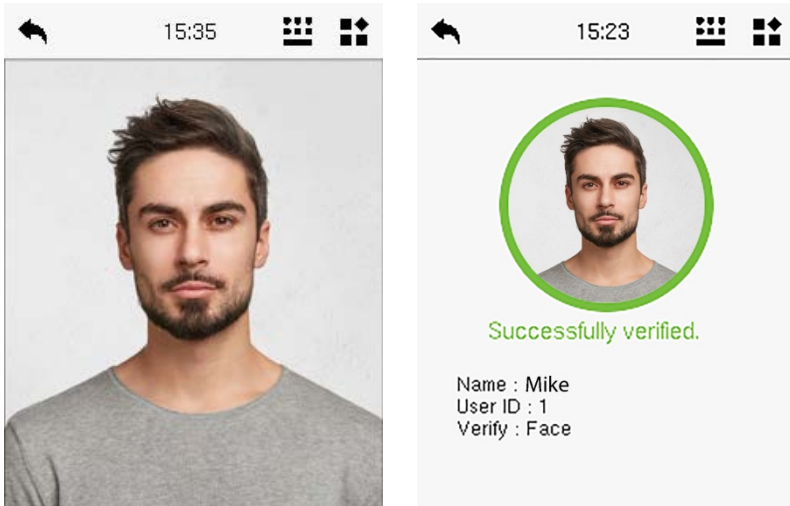 15:35
15:23
Successfully verified.
Name : Mike
User ID : 1
Verify : Face